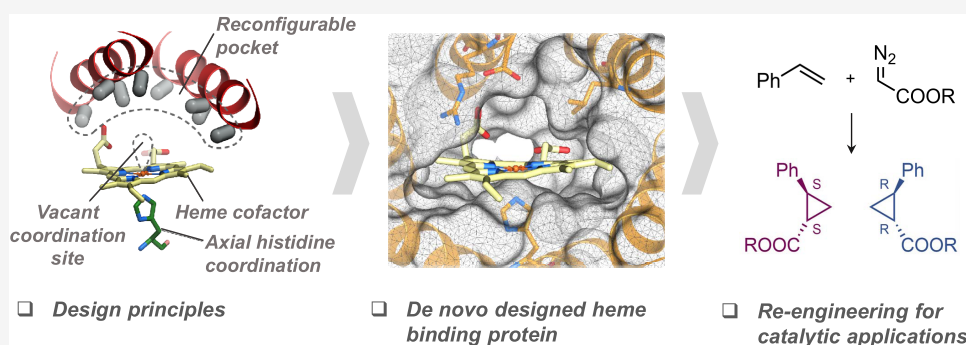 Reconfigurable
pocket
Vacant
coordination
site
Heme cofactor
Axial histidine
coordination
❑ Design principles
❑ De novo designed heme
binding protein
Ph
+
N2
COOR
Ph
S
S
ROOC
Ph
R
R
COOR
❑ Re-engineering for
catalytic applications